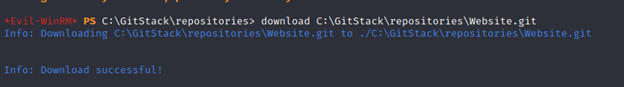 *Evil-WinRM* PS C:\GitStack\repositories> download C:\GitStack\repositories\Website.git
Info: Downloading C:\GitStack\repositories\Website.git to ./C:\GitStack\repositories\Website.git
Info: Download successful!